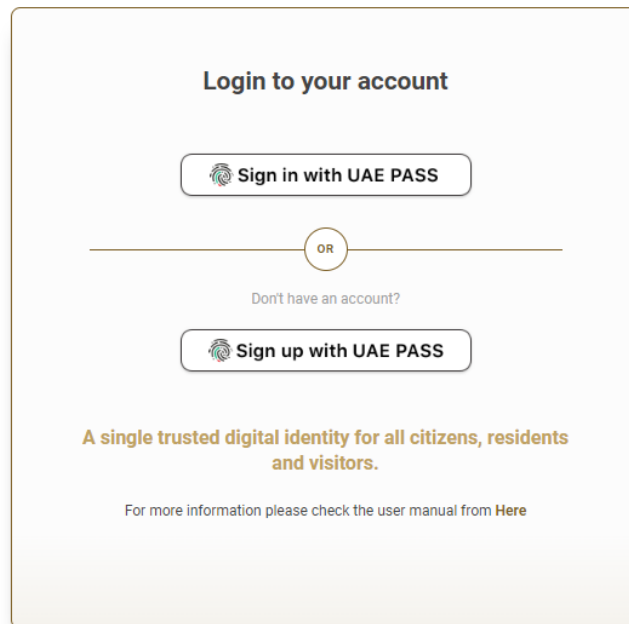 Login to your account
Sign in with UAE PASS
OR
Don't have an account?
Sign up with UAE PASS
A single trusted digital identity for all citizens, residents
and visitors.
For more information please check the user manual from Here